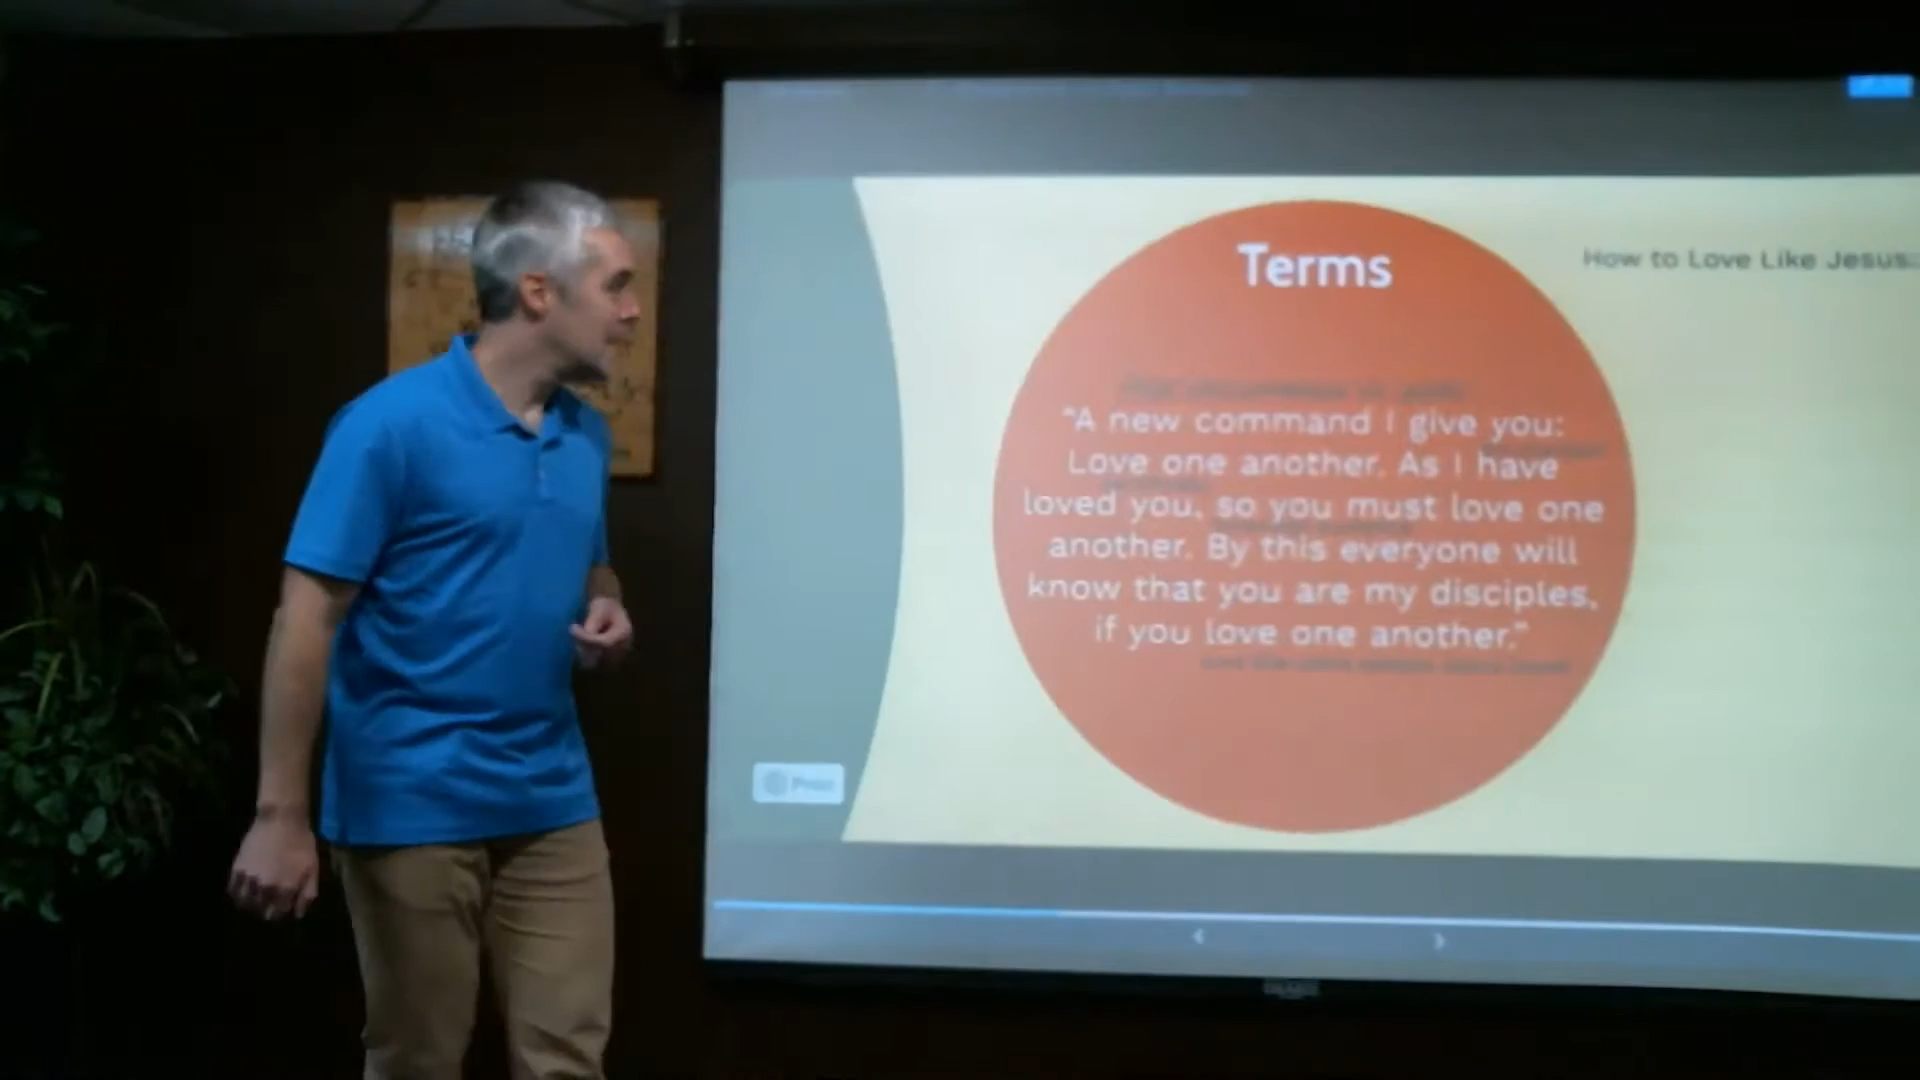 Terms
How to Love Like Jesus
“A new command I give you:
Love one another. As I have
loved you, so you must love one
another. By this everyone will
know that you are my disciples,
if you love one another.”
Prezi